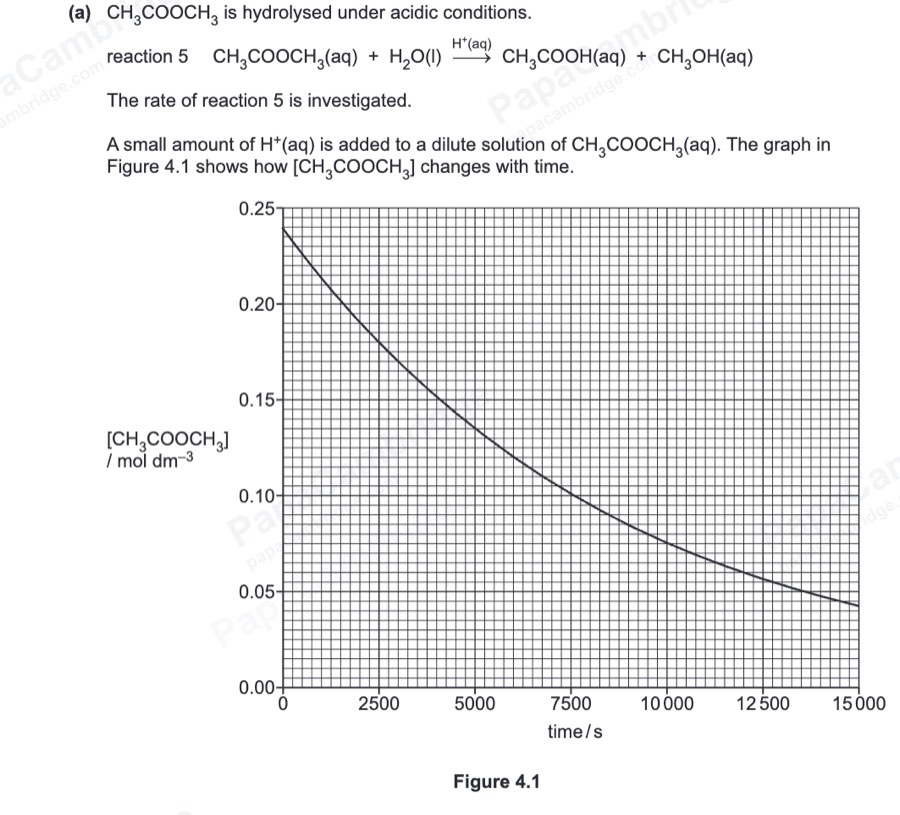 (a) CH₃COOCH₃ is hydrolysed under acidic conditions.
H⁺(aq)
reaction 5 CH₃COOCH₃(aq) + H₂O(l) ⟶ CH₃COOH(aq) + CH₃OH(aq)
The rate of reaction 5 is investigated.
A small amount of H⁺(aq) is added to a dilute solution of CH₃COOCH₃(aq). The graph in
Figure 4.1 shows how [CH₃COOCH₃] changes with time.
0.25
0.20
0.15
[CH₃COOCH₃]
/ mol dm⁻³
0.10
0.05
0.00
0 2500 5000 7500 10000 12500 15000
time/s
Figure 4.1